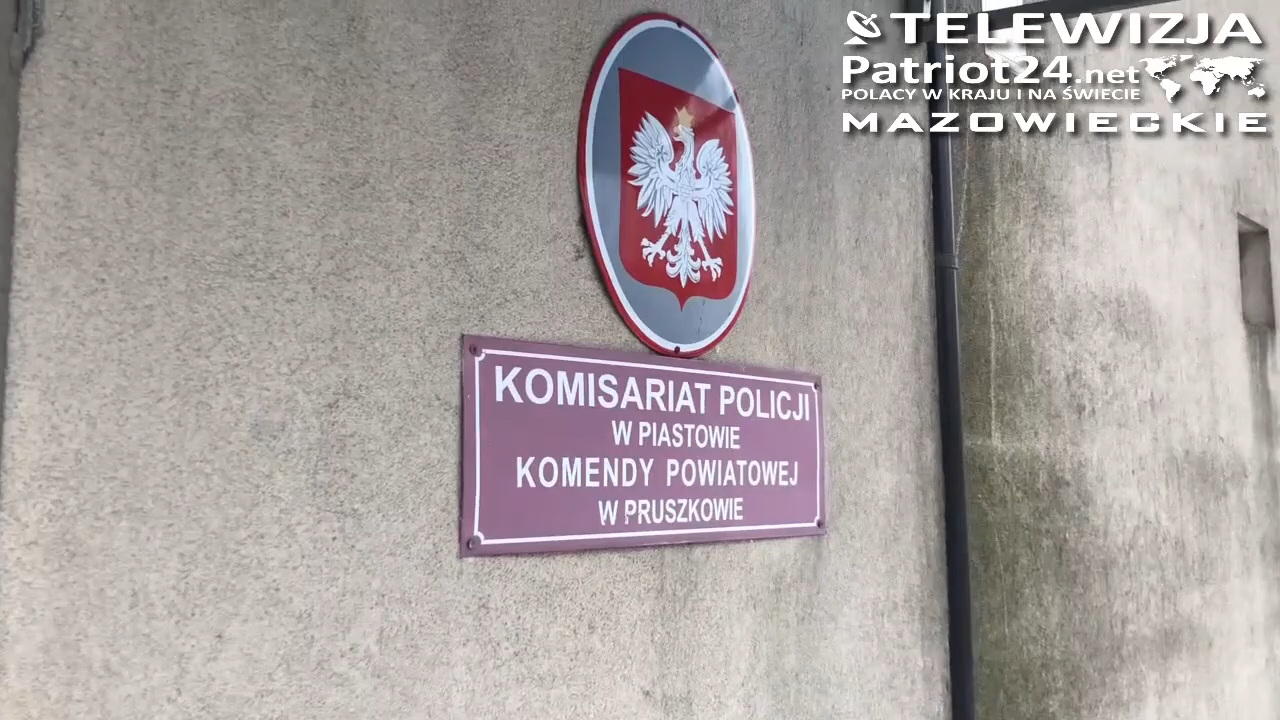 TELEWIZJA
Patriot24.net
POLACY W KRAJU I NA ŚWIECIE
MAZOWIECKIE
KOMISARIAT POLICJI
W PIASTOWIE
KOMENDY POWIATOWEJ
W PRUSZKOWIE